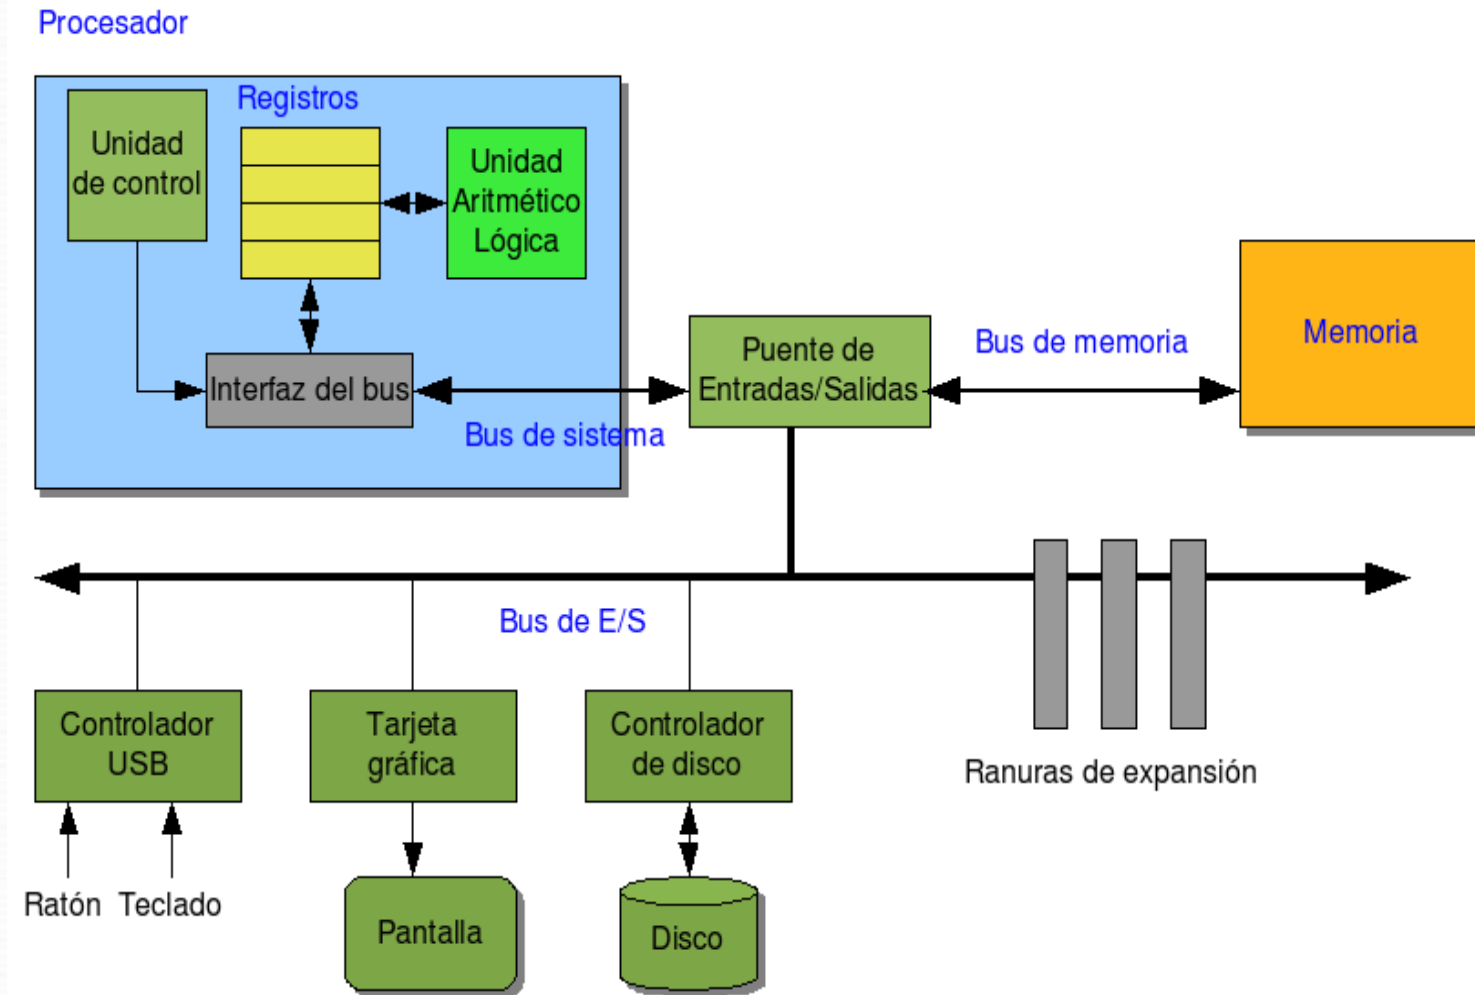 Procesador
Unidad
de control
Registros
Unidad
Aritmético
Lógica
Interfaz del bus
Bus de sistema
Puente de
Entradas/Salidas
Bus de memoria
Memoria
Bus de E/S
Controlador
USB
Tarjeta
gráfica
Controlador
de disco
Ranuras de expansión
Ratón
Teclado
Pantalla
Disco